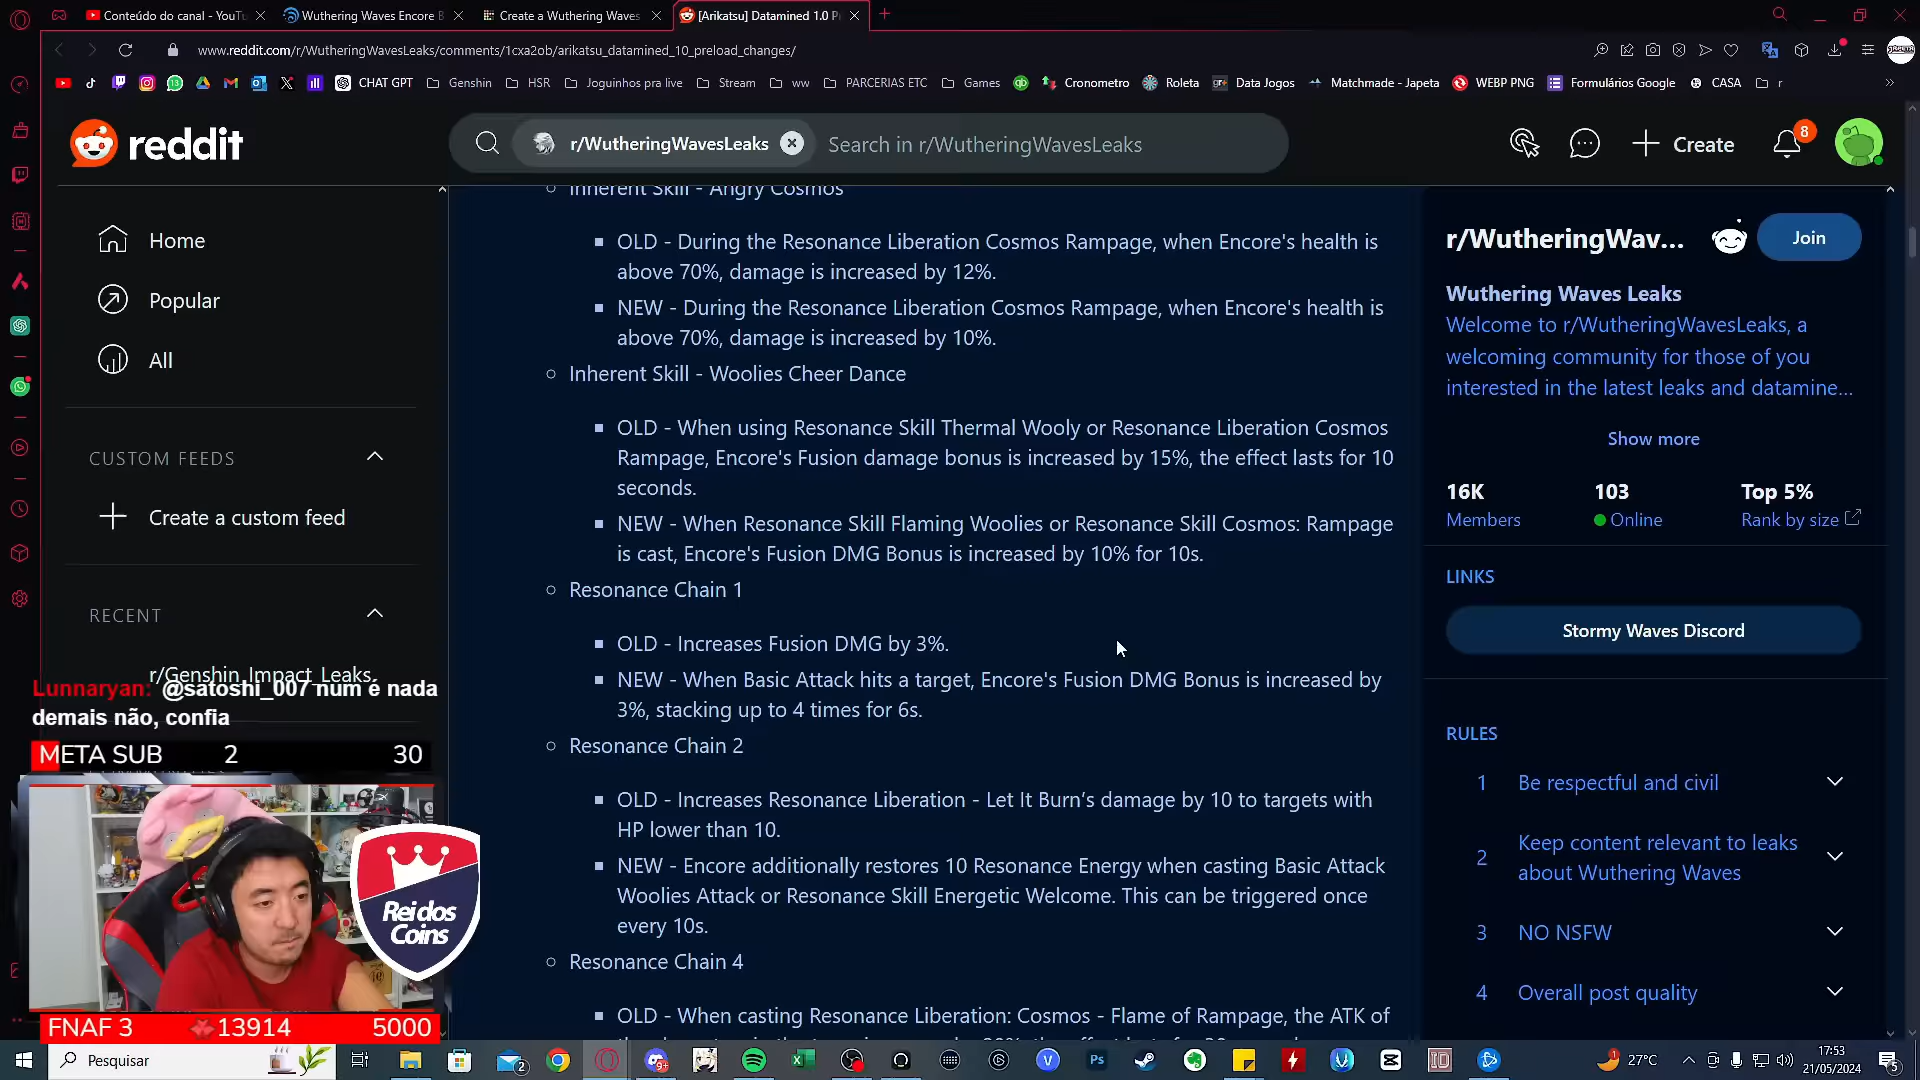 Conteúdo do canal - YouTu
Wuthering Waves Encore B
Create a Wuthering Waves
[Arikatsu] Datamined 1.0 P
www.reddit.com/r/WutheringWavesLeaks/comments/1cxa2ob/arikatsu_datamined_10_preload_changes/
CHAT GPT
Genshin
HSR
Joguinhos pra live
Stream
ww
PARCERIAS ETC
Games
Cronometro
Roleta
Data Jogos
Matchmade - Japeta
WEBP PNG
Formulários Google
CASA
r
reddit
r/WutheringWavesLeaks
Search in r/WutheringWavesLeaks
Create
8
Home
Popular
All
CUSTOM FEEDS
Create a custom feed
RECENT
r/Genshin_Impact_Leaks
Inherent Skill - Angry Cosmos
OLD - During the Resonance Liberation Cosmos Rampage, when Encore's health is
above 70%, damage is increased by 12%.
NEW - During the Resonance Liberation Cosmos Rampage, when Encore's health is
above 70%, damage is increased by 10%.
Inherent Skill - Woolies Cheer Dance
OLD - When using Resonance Skill Thermal Wooly or Resonance Liberation Cosmos
Rampage, Encore's Fusion damage bonus is increased by 15%, the effect lasts for 10
seconds.
NEW - When Resonance Skill Flaming Woolies or Resonance Skill Cosmos: Rampage
is cast, Encore's Fusion DMG Bonus is increased by 10% for 10s.
Resonance Chain 1
OLD - Increases Fusion DMG by 3%.
NEW - When Basic Attack hits a target, Encore's Fusion DMG Bonus is increased by
3%, stacking up to 4 times for 6s.
Resonance Chain 2
OLD - Increases Resonance Liberation - Let It Burn’s damage by 10 to targets with
HP lower than 10.
NEW - Encore additionally restores 10 Resonance Energy when casting Basic Attack
Woolies Attack or Resonance Skill Energetic Welcome. This can be triggered once
every 10s.
Resonance Chain 4
OLD - When casting Resonance Liberation: Cosmos - Flame of Rampage, the ATK of
r/WutheringWav...
Join
Wuthering Waves Leaks
Welcome to r/WutheringWavesLeaks, a
welcoming community for those of you
interested in the latest leaks and datamine...
Show more
16K
Members
103
Online
Top 5%
Rank by size
LINKS
Stormy Waves Discord
RULES
1 Be respectful and civil
2 Keep content relevant to leaks
about Wuthering Waves
3 NO NSFW
4 Overall post quality
Lunnaryan: @satoshi_007 num é nada
demais não, confia
META SUB 2 30
Rei dos
Coins
FNAF 3 13914 5000
Pesquisar
27°C
17:53
21/05/2024